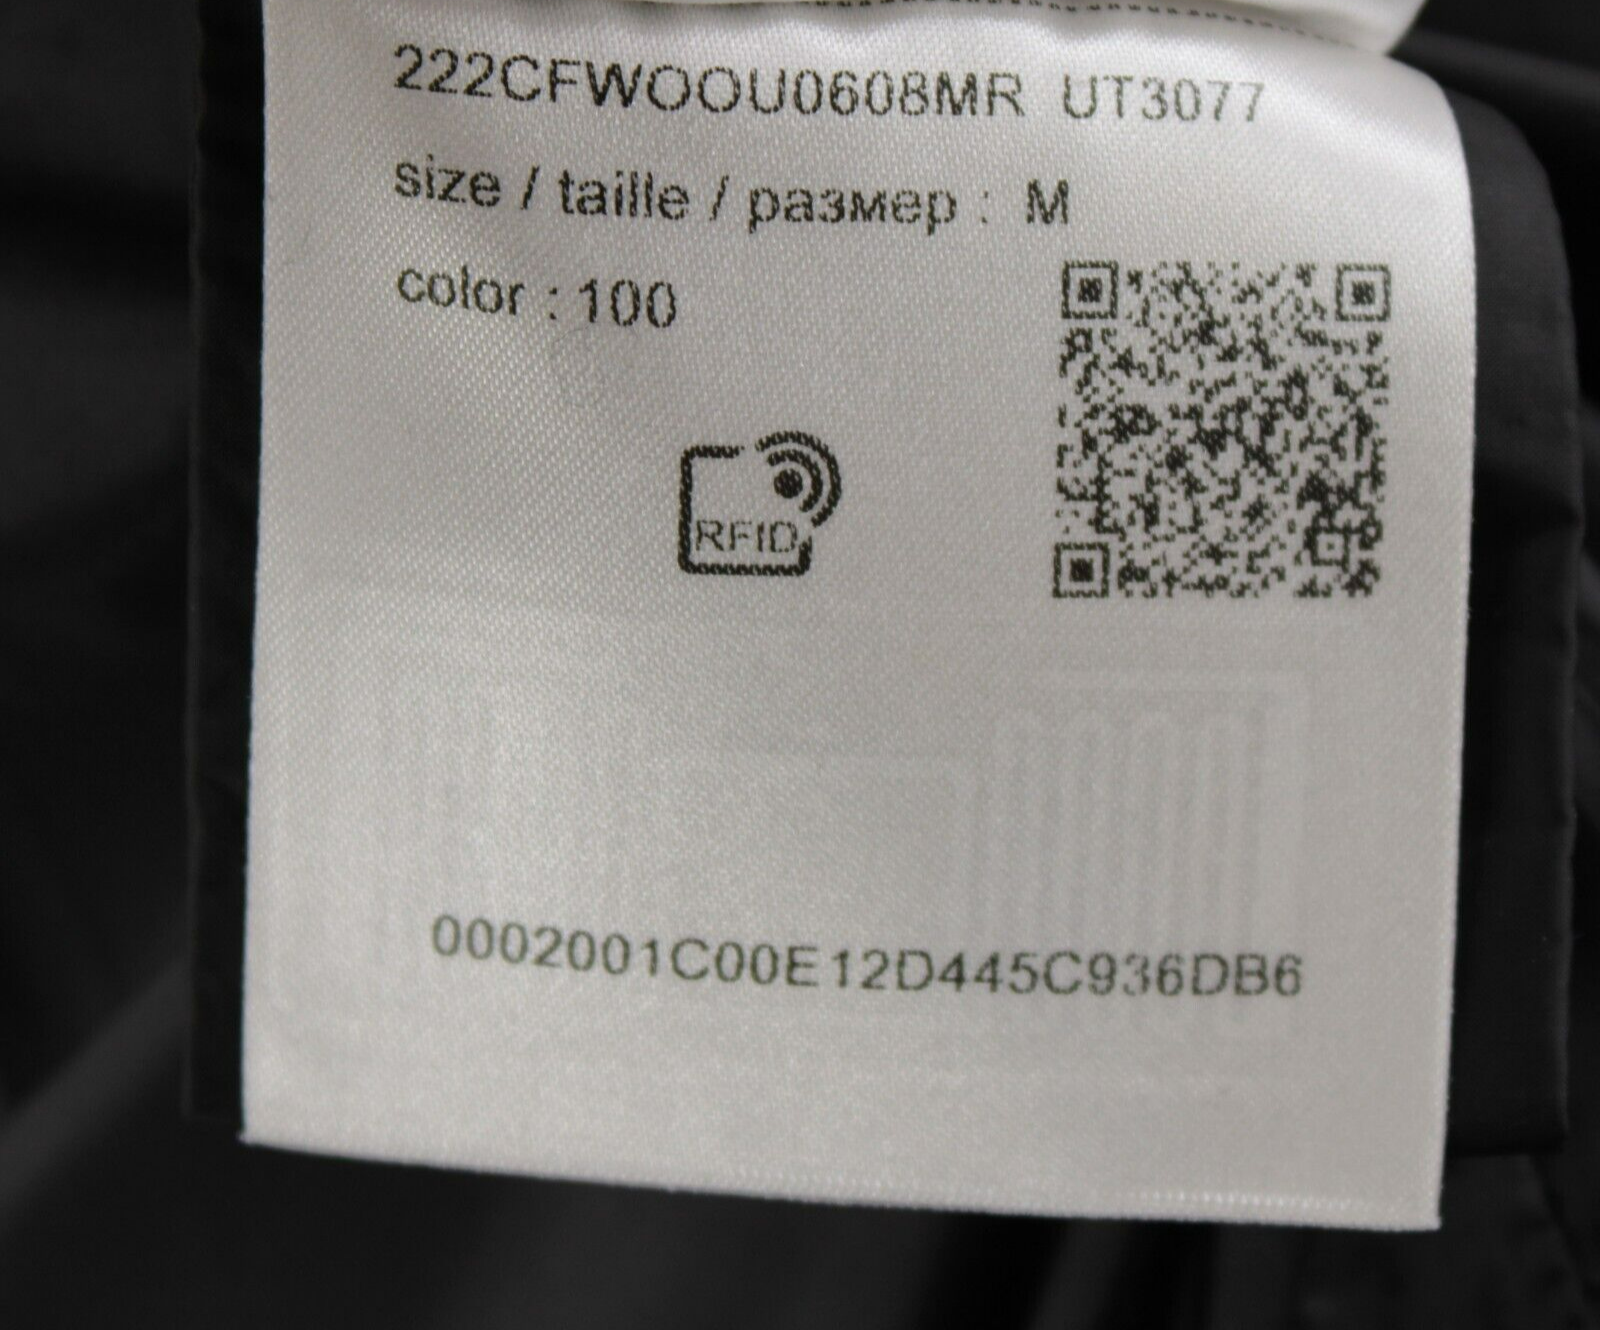 222CFWOOU0608MR UT3077
size / taille / размер : M
color : 100
RFID
0002001C00E12D445C936DB6